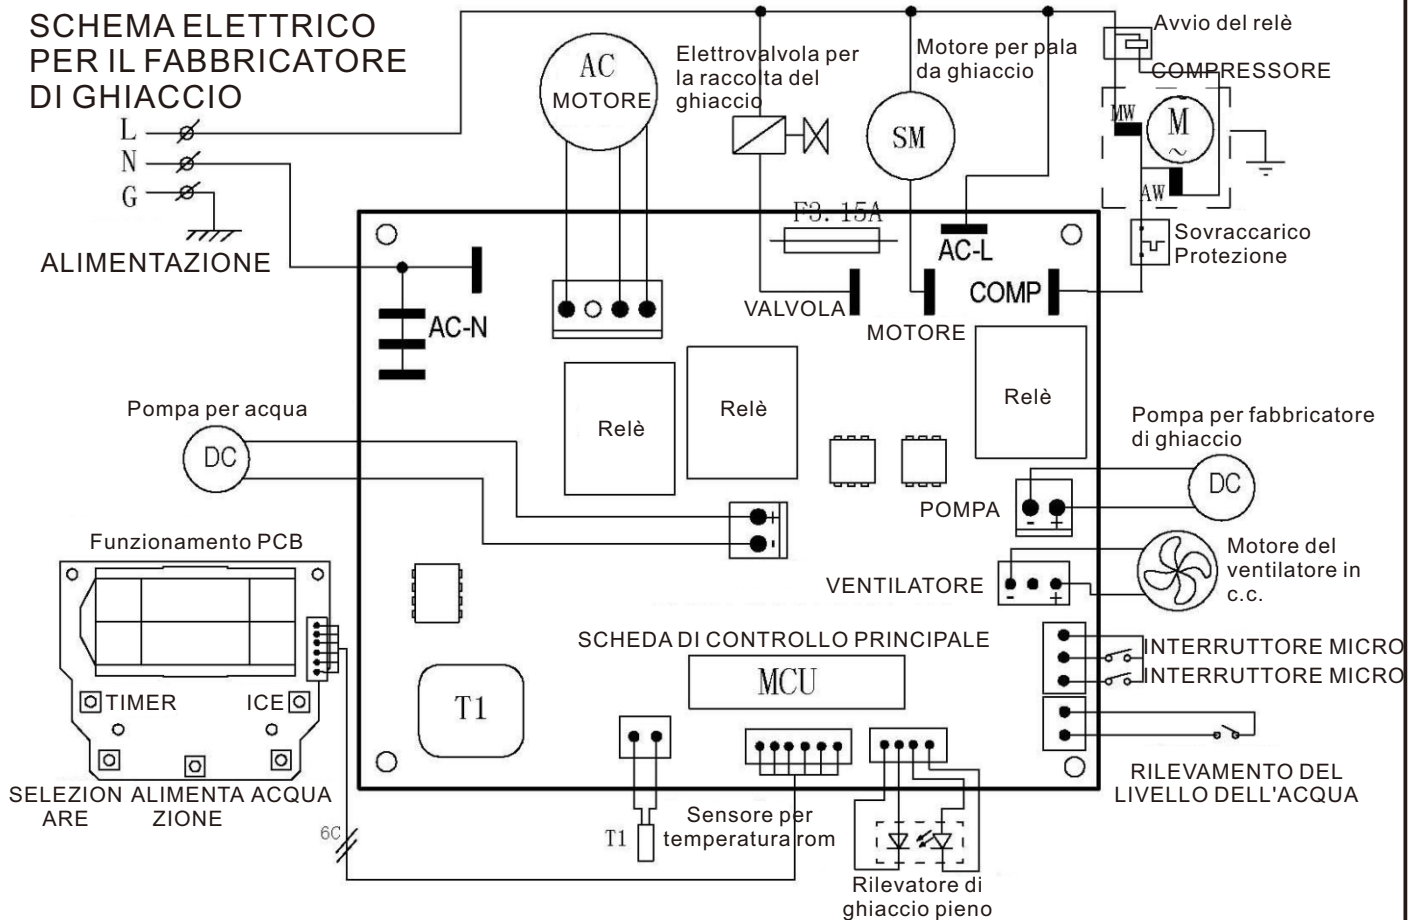 SCHEMA ELETTRICO
PER IL FABBRICATORE
DI GHIACCIO
L
N
G
ALIMENTAZIONE
AC
MOTORE
Elettrovalvola per
la raccolta del
ghiaccio
Motore per pala
da ghiaccio
SM
Avvio del relè
COMPRESSORE
MW
M
~
AW
Sovraccarico
Protezione
F3. 15A
AC-L
VALVOLA
MOTORE
COMP
AC-N
Relè
Relè
Relè
Pompa per acqua
DC
+
-
Pompa per fabbricatore
di ghiaccio
DC
POMPA
- +
Motore del
ventilatore in
c.c.
VENTILATORE
- +
Funzionamento PCB
TIMER
ICE
SELEZION
ARE
ALIMENTA
ZIONE
ACQUA
6C
T1
SCHEDA DI CONTROLLO PRINCIPALE
MCU
INTERRUTTORE MICRO
INTERRUTTORE MICRO
RILEVAMENTO DEL
LIVELLO DELL'ACQUA
T1
Sensore per
temperatura rom
Rilevatore di
ghiaccio pieno